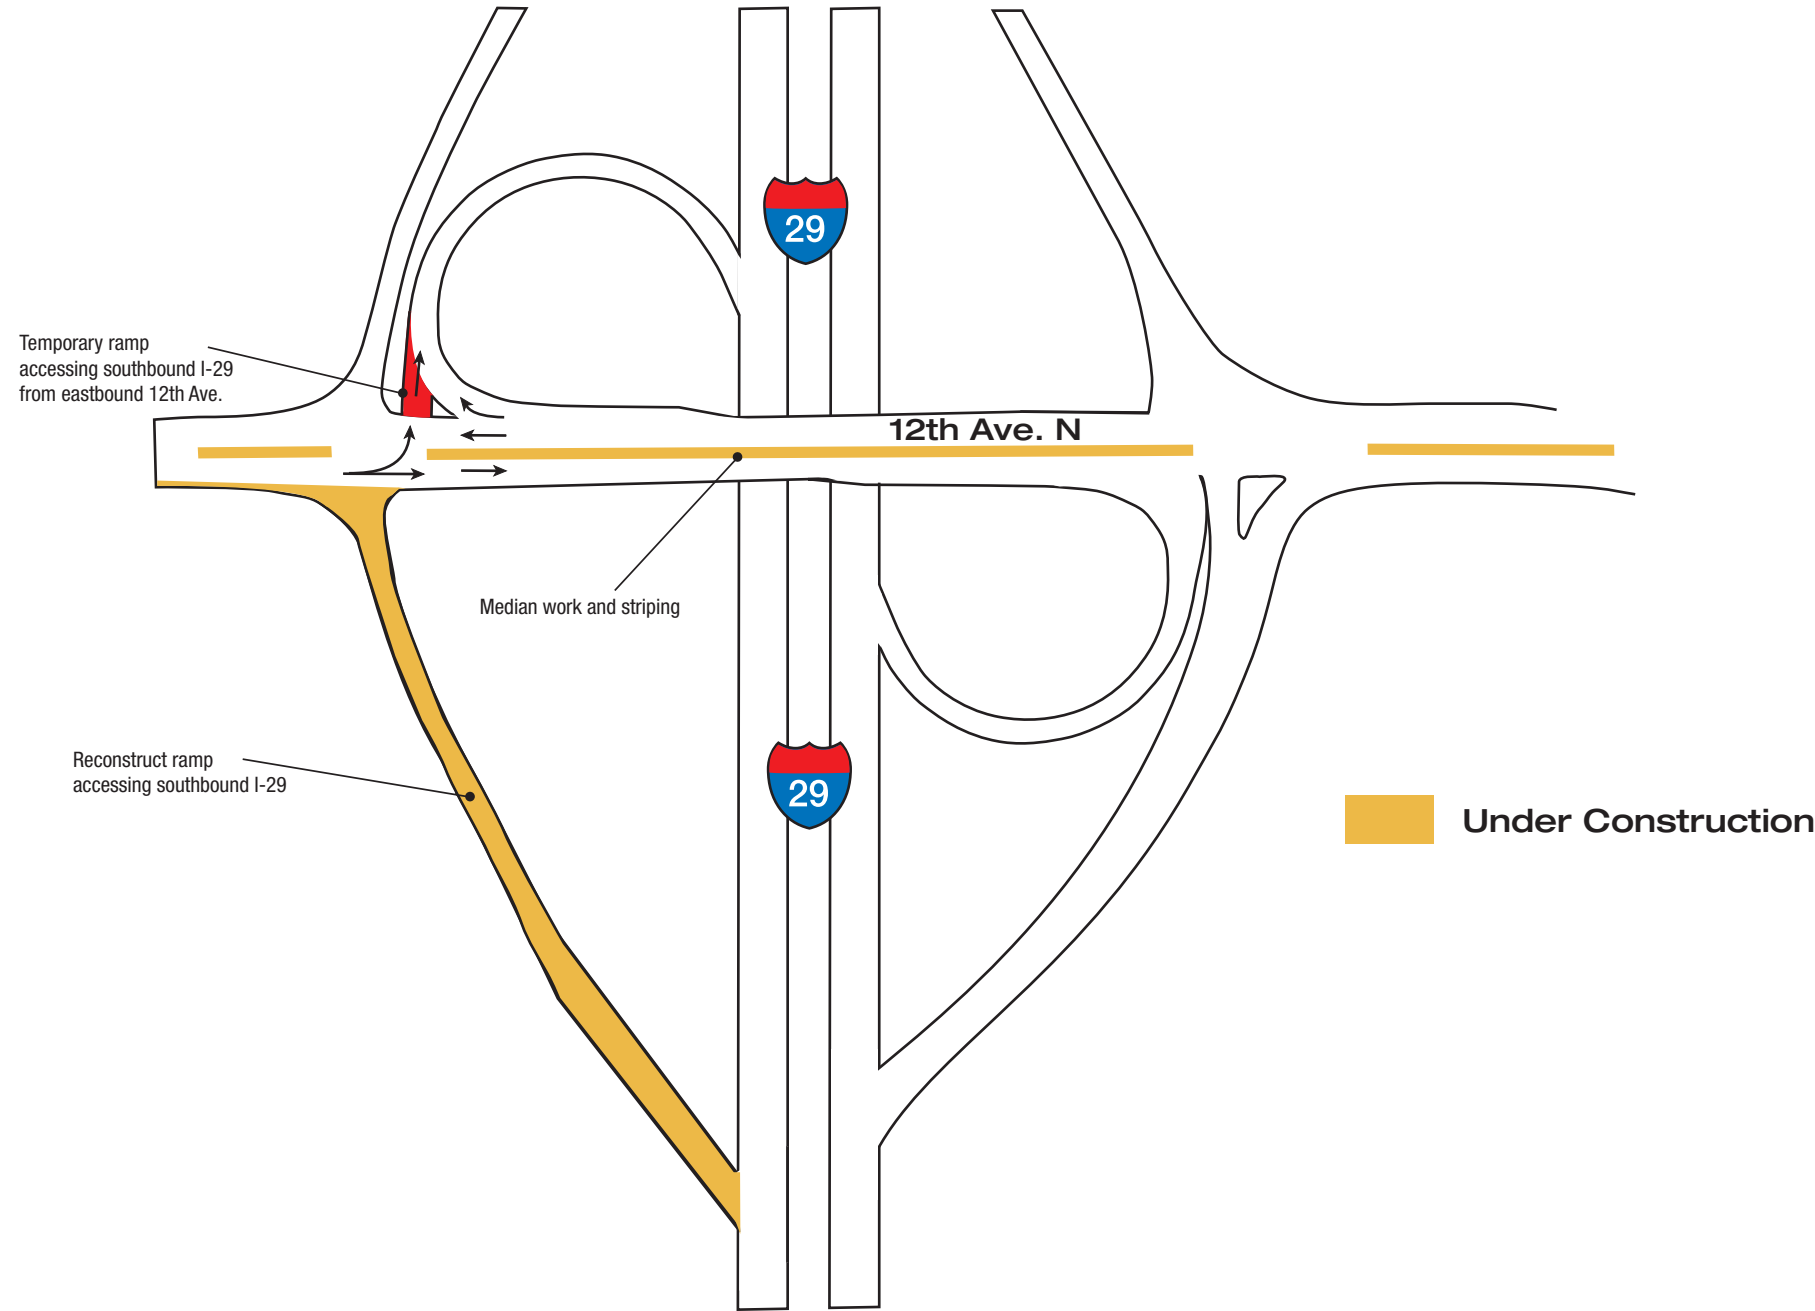 29
Temporary ramp
accessing southbound I-29
from eastbound 12th Ave.
12th Ave. N
Median work and striping
Reconstruct ramp
accessing southbound I-29
29
Under Construction